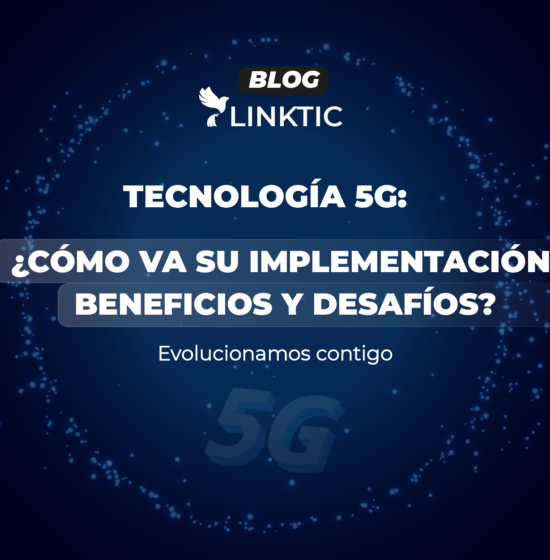 BLOG
LINKTIC
TECNOLOGÍA 5G:
¿CÓMO VA SU IMPLEMENTACIÓN
BENEFICIOS Y DESAFÍOS?
Evolucionamos contigo
5G